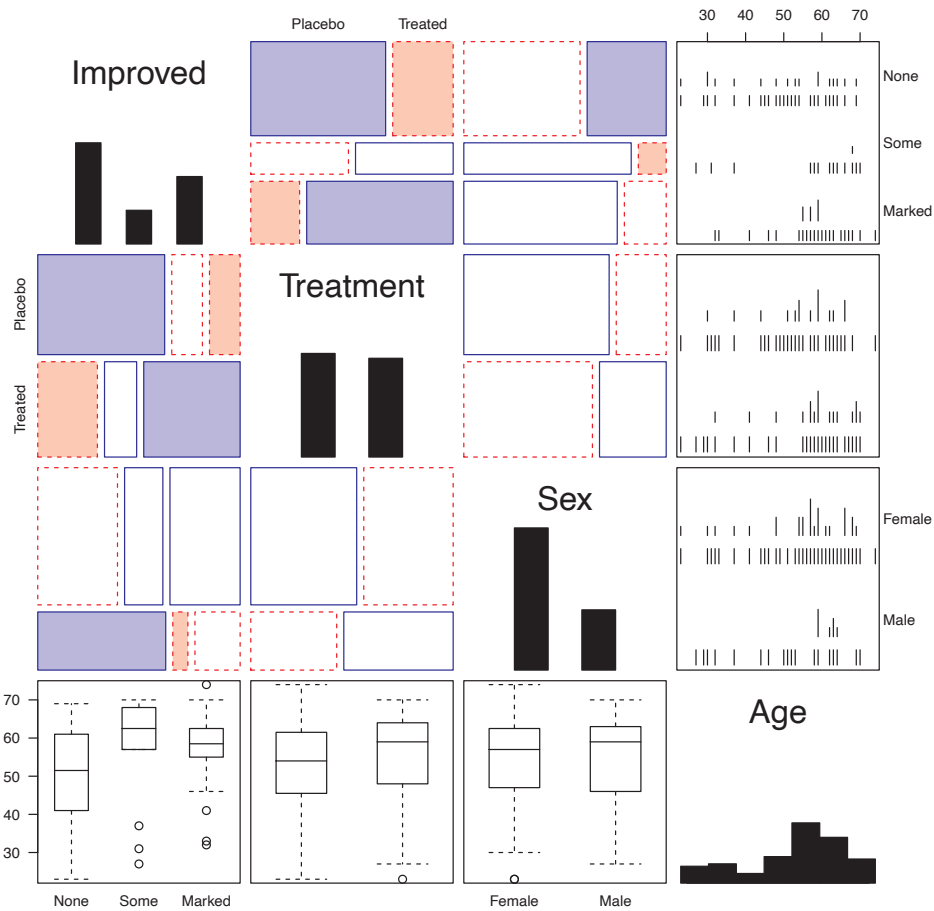 Placebo Treated
30 40 50 60 70
Improved
None
Some
Marked
Placebo
Treated
Treatment
Sex
Female
Male
70
60
50
40
30
Age
None Some Marked
Female Male